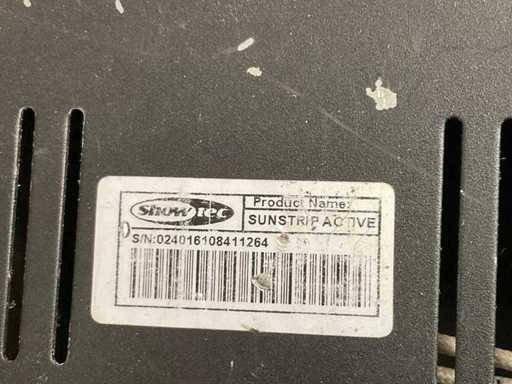 Showtec
Product Name:
SUNSTRIP ACTIVE
S/N:024016108411264